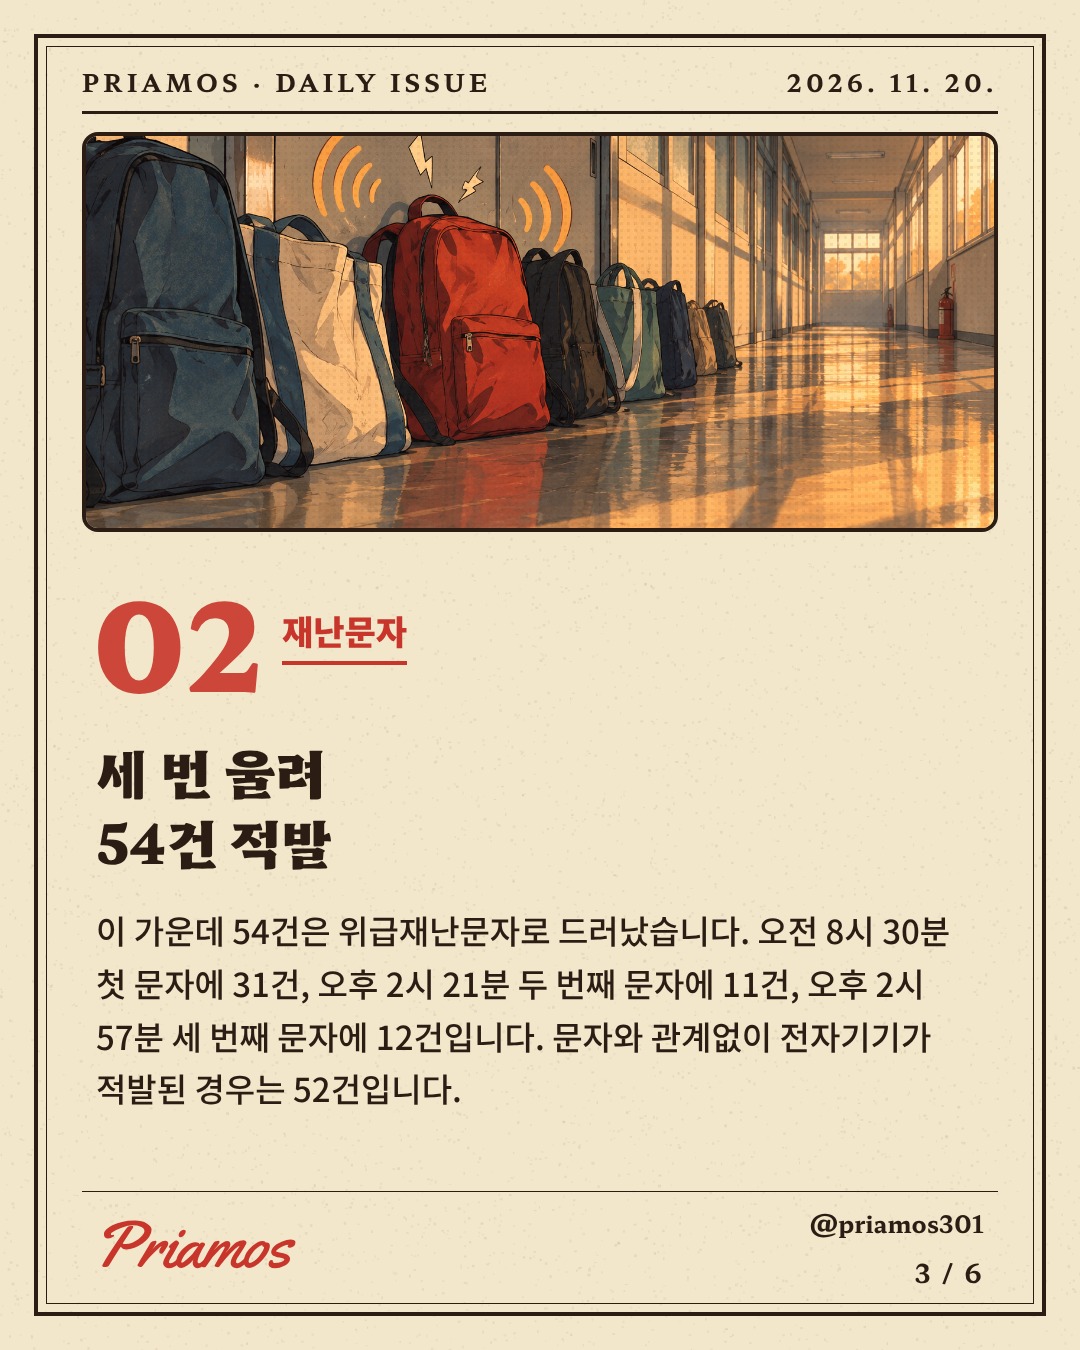 PRIAMOS · DAILY ISSUE
2026. 11. 20.
02
재난문자
세 번 울려
54건 적발
이 가운데 54건은 위급재난문자로 드러났습니다. 오전 8시 30분
첫 문자에 31건, 오후 2시 21분 두 번째 문자에 11건, 오후 2시
57분 세 번째 문자에 12건입니다. 문자와 관계없이 전자기기가
적발된 경우는 52건입니다.
Priamos
@priamos301
3 / 6